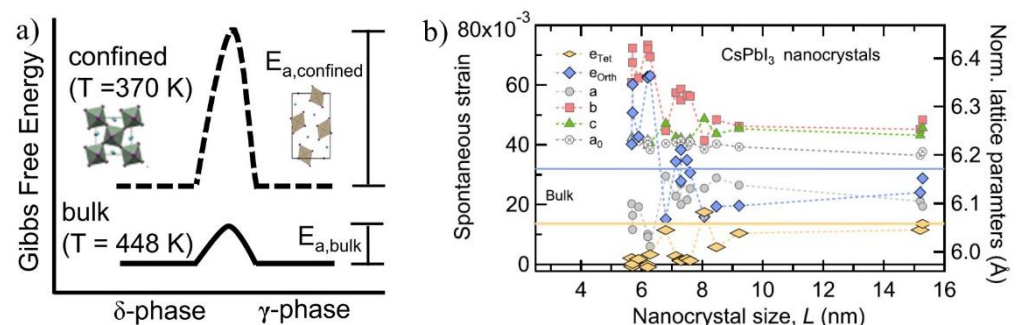 a)
Gibbs Free Energy
confined
(T =370 K)
E_a,confined
bulk
(T = 448 K)
E_a,bulk
δ-phase
γ-phase
b)
80x10⁻³
60
40
20
0
Spontaneous strain
e_Tet
e_Orth
a
b
c
a₀
CsPbI₃ nanocrystals
Bulk
6.4
6.3
6.2
6.1
6.0
Norm. lattice paramters (Å)
4 6 8 10 12 14 16
Nanocrystal size, L (nm)